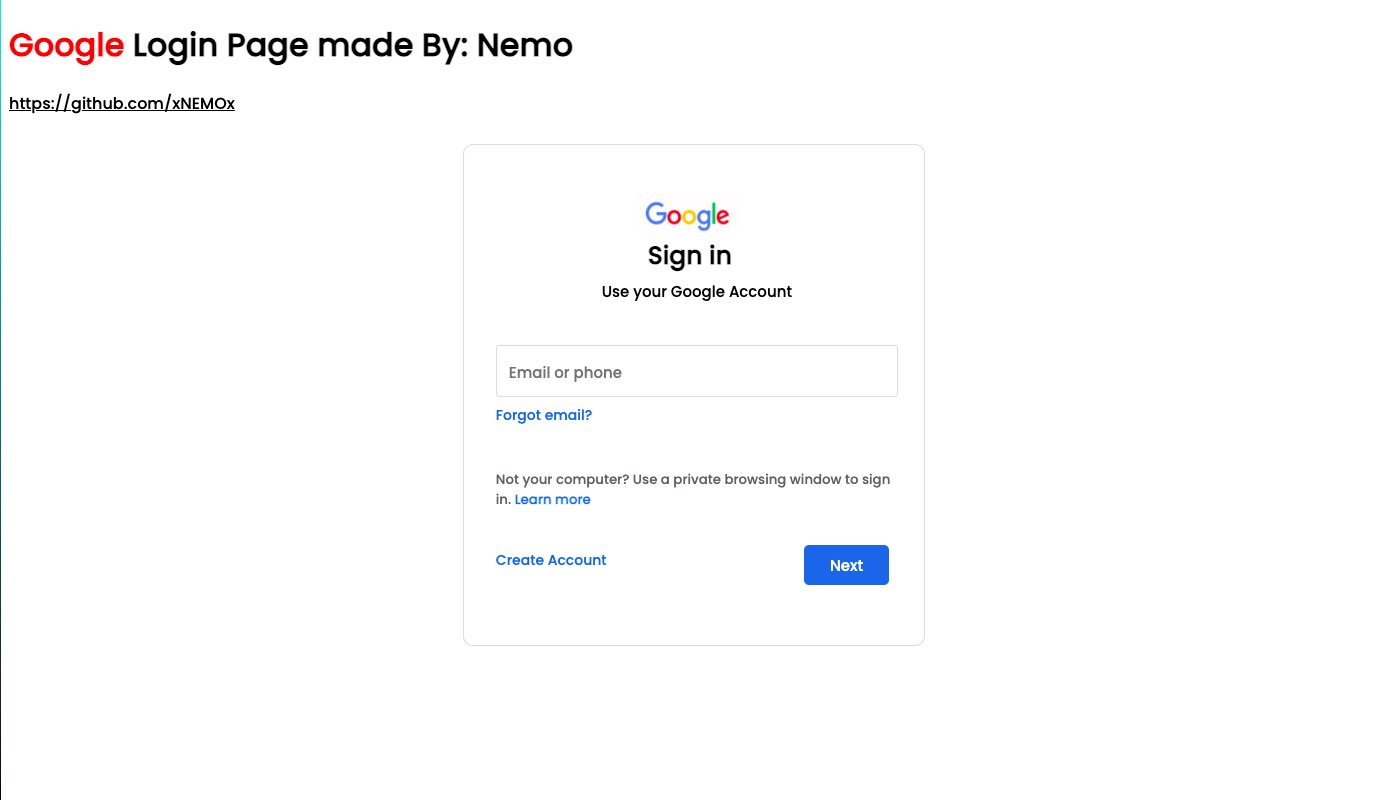 Google Login Page made By: Nemo
https://github.com/xNEMOx
Google
Sign in
Use your Google Account
Email or phone
Forgot email?
Not your computer? Use a private browsing window to sign
in. Learn more
Create Account
Next